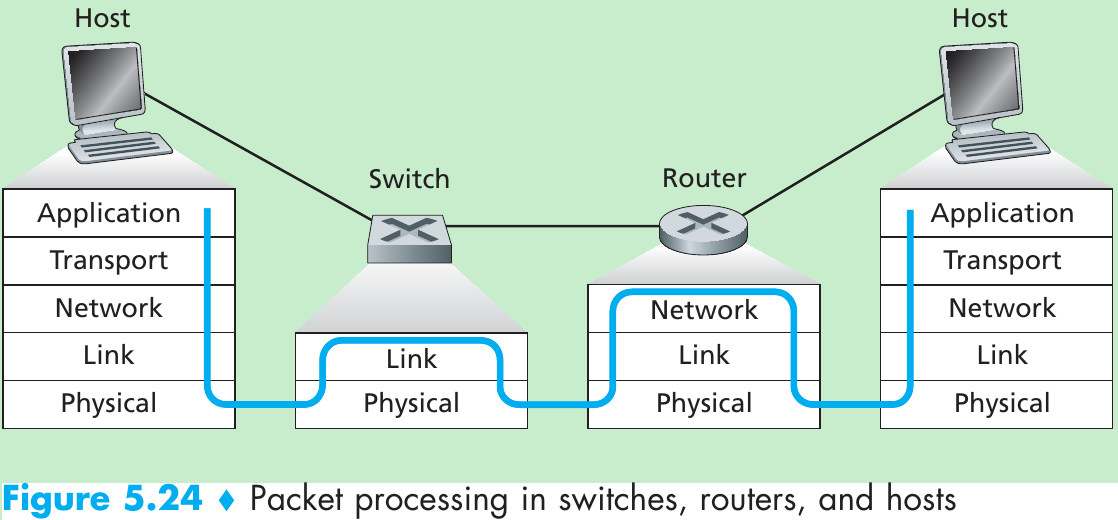 Host
Host
Switch
Router
Application
Transport
Network
Link
Physical
Link
Physical
Network
Link
Physical
Application
Transport
Network
Link
Physical
Figure 5.24 ♦ Packet processing in switches, routers, and hosts